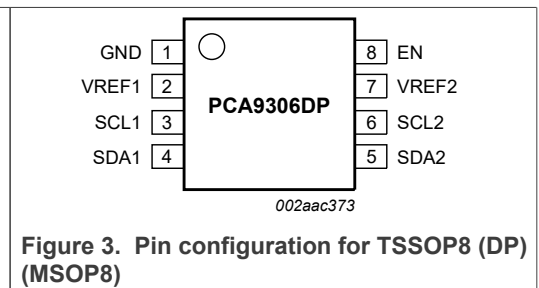 GND 1 8 EN
VREF1 2 7 VREF2
PCA9306DP
SCL1 3 6 SCL2
SDA1 4 5 SDA2
002aac373
Figure 3. Pin configuration for TSSOP8 (DP)
(MSOP8)